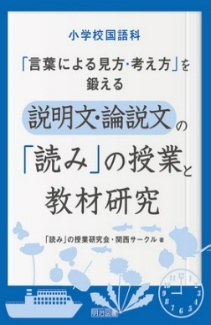 小学校国語科
「言葉による見方・考え方」を
鍛える
説明文・論説文の
「読み」の授業と
教材研究
「読み」の授業研究会・関西サークル 著
明治図書